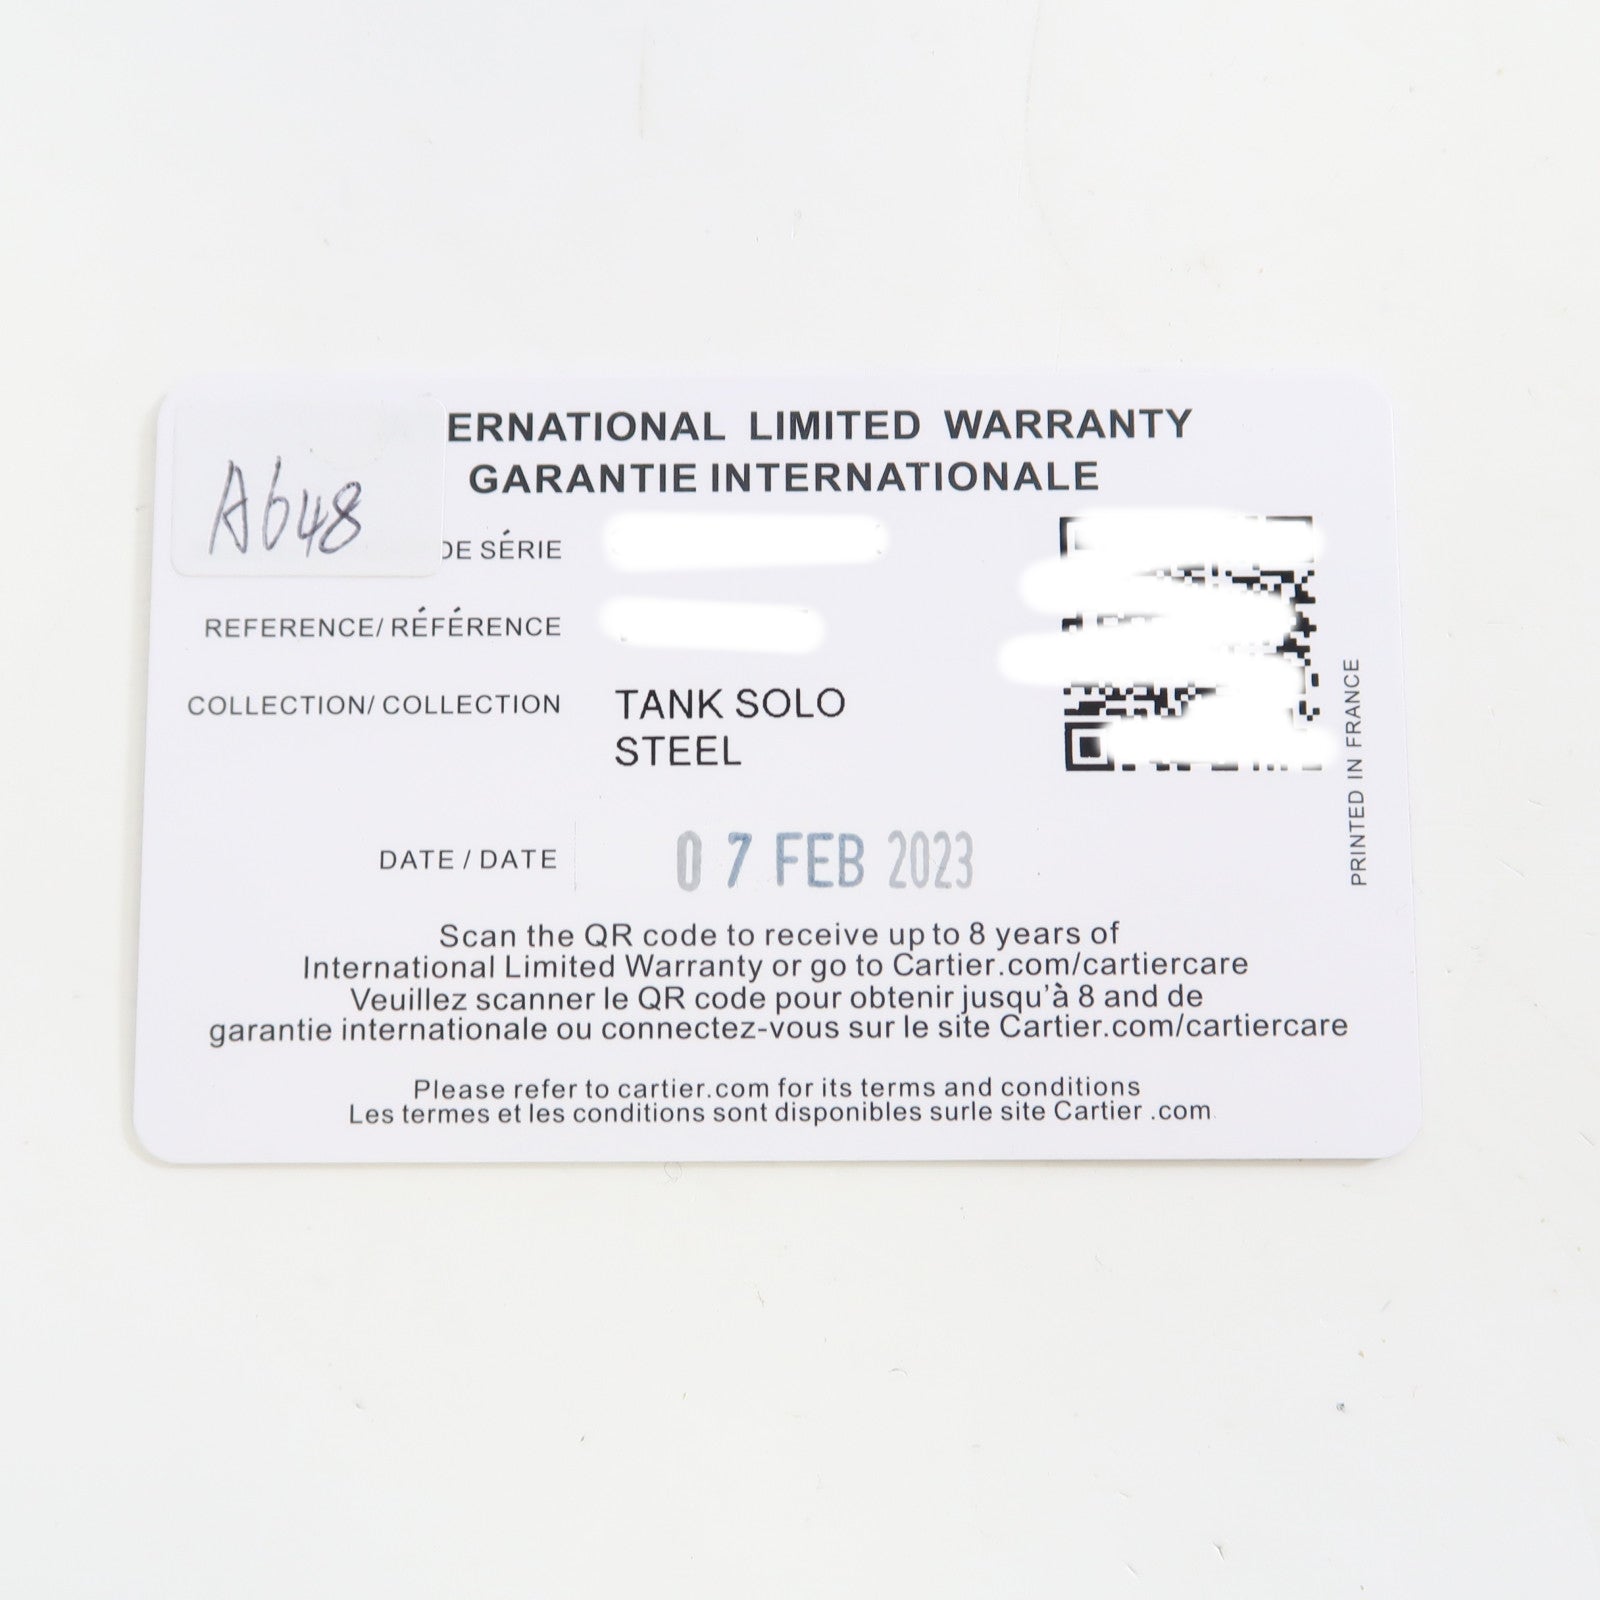 ERNATIONAL LIMITED WARRANTY
GARANTIE INTERNATIONALE
A648
DE SÉRIE
REFERENCE/ RÉFÉRENCE
COLLECTION/ COLLECTION TANK SOLO
STEEL
DATE / DATE 07 FEB 2023
PRINTED IN FRANCE
Scan the QR code to receive up to 8 years of
International Limited Warranty or go to Cartier.com/cartiercare
Veuillez scanner le QR code pour obtenir jusqu'à 8 and de
garantie internationale ou connectez-vous sur le site Cartier.com/cartiercare
Please refer to cartier.com for its terms and conditions
Les termes et les conditions sont disponibles surle site Cartier .com